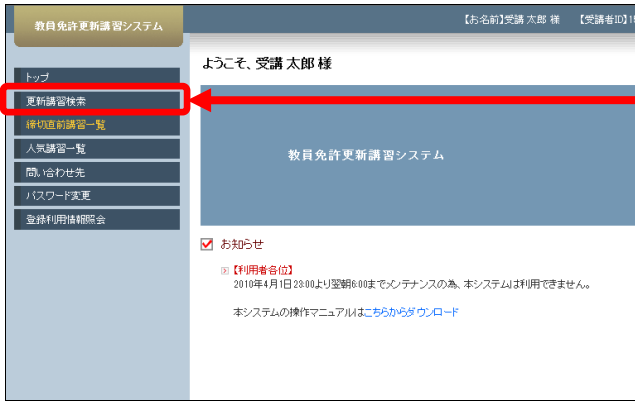 教員免許更新講習システム
【お名前】受講 太郎 様 【受講者ID】
トップ
更新講習検索
締切直前講習一覧
人気講習一覧
問い合わせ先
パスワード変更
登録利用情報照会
ようこそ、受講 太郎 様
教員免許更新講習システム
お知らせ
【利用者各位】
2010年4月1日23:00より翌朝6:00までメンテナンスの為、本システムは利用できません。
本システムの操作マニュアルはこちらからダウンロード